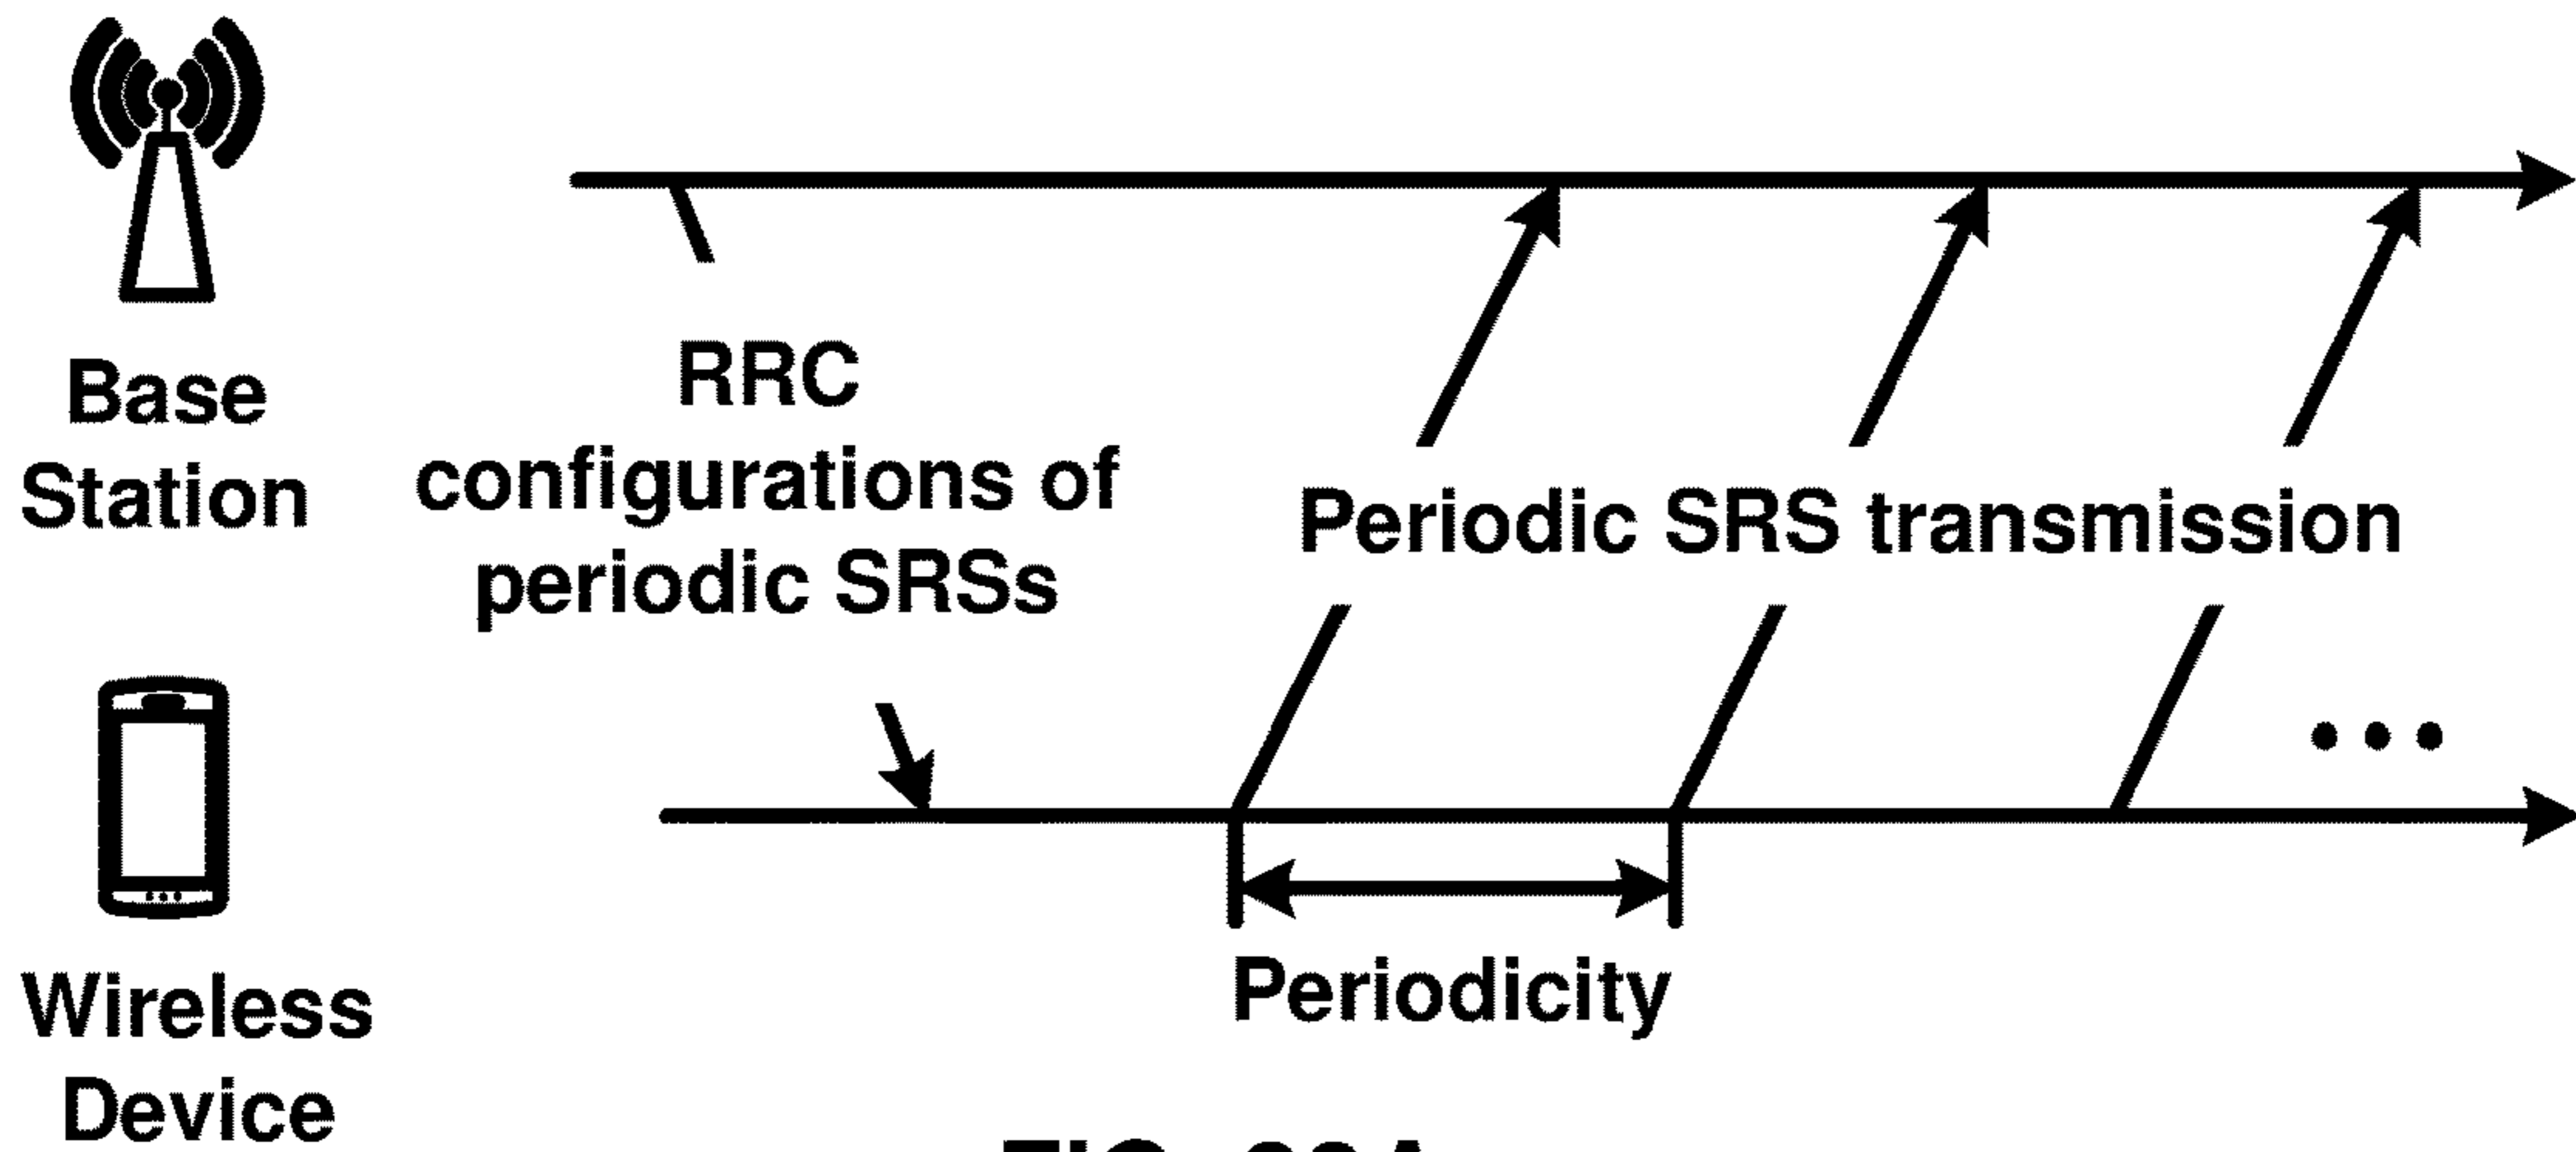 Base
Station
RRC
configurations of
periodic SRSs
Periodic SRS transmission
Periodicity
Wireless
Device